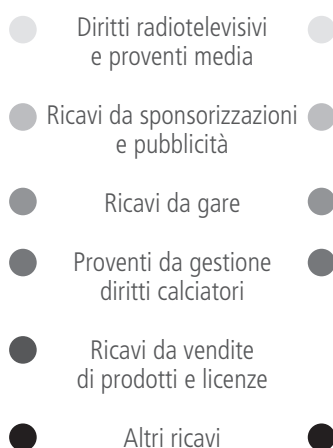 Diritti radiotelevisivi
e proventi media
Ricavi da sponsorizzazioni
e pubblicità
Ricavi da gare
Proventi da gestione
diritti calciatori
Ricavi da vendite
di prodotti e licenze
Altri ricavi